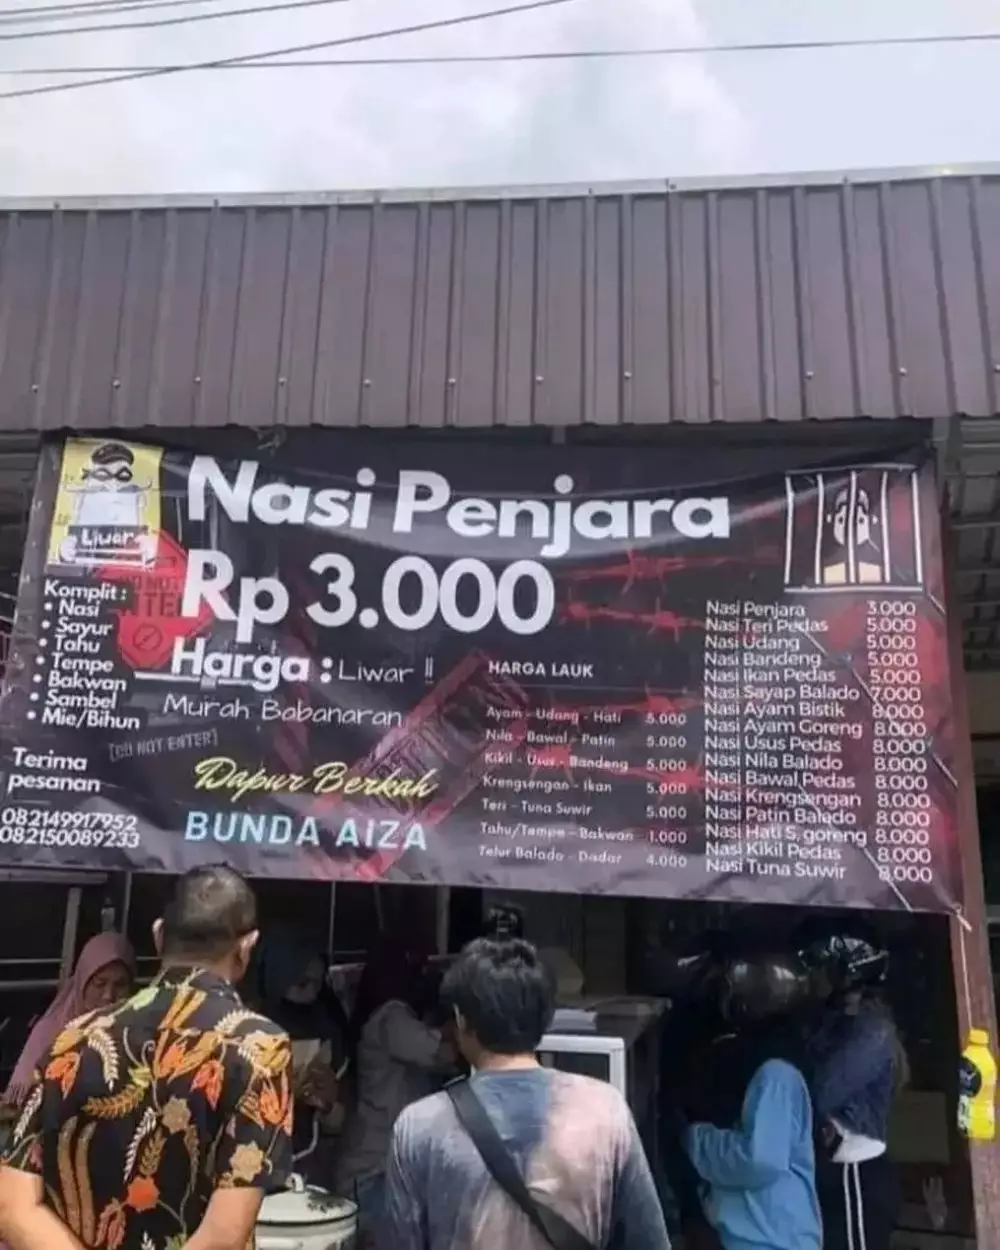 Nasi Penjara
Rp 3.000
Harga : Liwar !!
Murah Babanaran
Dapur Berkah
BUNDA AIZA
Liwar
Komplit :
• Nasi
• Sayur
• Tahu
• Tempe
• Bakwan
• Sambel
• Mie/Bihun
[DO NOT ENTER]
Terima
pesanan
082149917952
082150089233
HARGA LAUK
Ayam - Udang - Hati 5.000
Nila - Bawal - Patin 5.000
Kikil - Usus - Bandeng 5.000
Krengsengan - Ikan 5.000
Teri - Tuna Suwir 5.000
Tahu/Tempe - Bakwan 1.000
Telur Balado - Dadar 4.000
Nasi Penjara 3.000
Nasi Teri Pedas 5.000
Nasi Udang 5.000
Nasi Bandeng 5.000
Nasi Ikan Pedas 5.000
Nasi Sayap Balado 7.000
Nasi Ayam Bistik 8.000
Nasi Ayam Goreng 8.000
Nasi Usus Pedas 8.000
Nasi Nila Balado 8.000
Nasi Bawal Pedas 8.000
Nasi Krengsengan 8.000
Nasi Patin Balado 8.000
Nasi Hati S, goreng 8.000
Nasi Kikil Pedas 8.000
Nasi Tuna Suwir 8.000